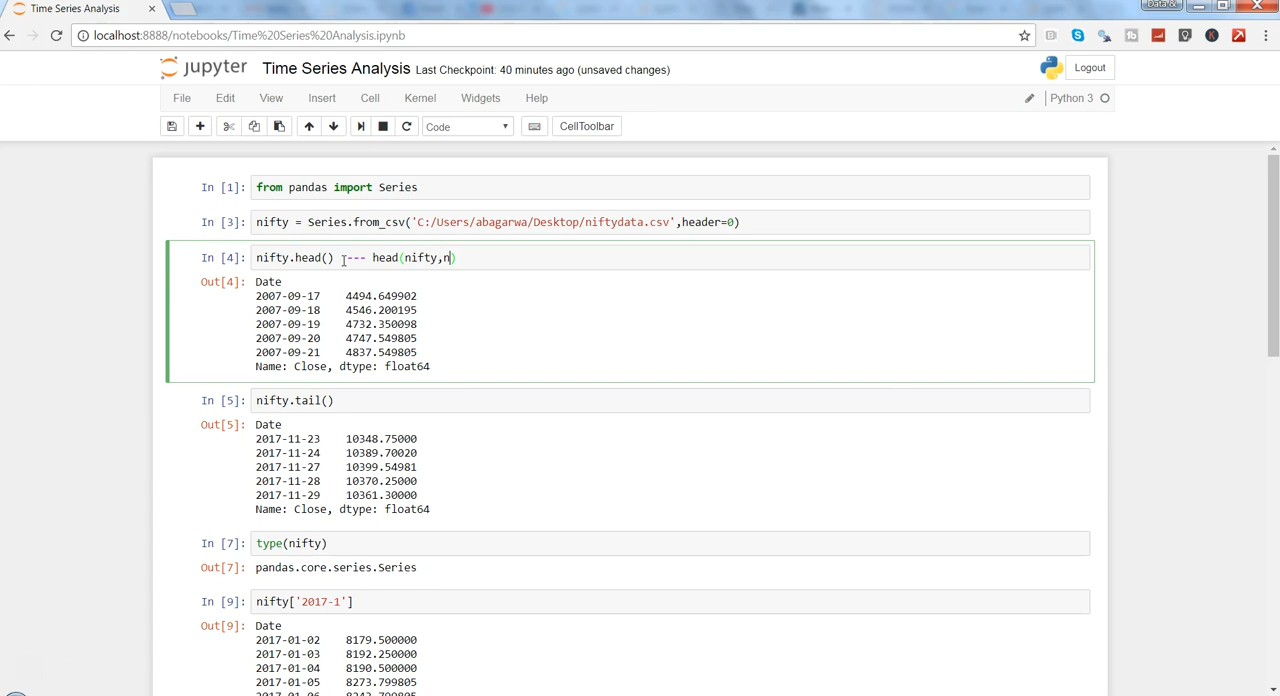 Time Series Analysis
Data &
localhost:8888/notebooks/Time%20Series%20Analysis.ipynb
jupyter Time Series Analysis Last Checkpoint: 40 minutes ago (unsaved changes) Logout
File Edit View Insert Cell Kernel Widgets Help Python 3
Code CellToolbar
In [1]: from pandas import Series
In [3]: nifty = Series.from_csv('C:/Users/abagarwa/Desktop/niftydata.csv',header=0)
In [4]: nifty.head() ---- head(nifty,n)
Out[4]: Date
2007-09-17 4494.649902
2007-09-18 4546.200195
2007-09-19 4732.350098
2007-09-20 4747.549805
2007-09-21 4837.549805
Name: Close, dtype: float64
In [5]: nifty.tail()
Out[5]: Date
2017-11-23 10348.75000
2017-11-24 10389.70020
2017-11-27 10399.54981
2017-11-28 10370.25000
2017-11-29 10361.30000
Name: Close, dtype: float64
In [7]: type(nifty)
Out[7]: pandas.core.series.Series
In [9]: nifty['2017-1']
Out[9]: Date
2017-01-02 8179.500000
2017-01-03 8192.250000
2017-01-04 8190.500000
2017-01-05 8273.799805
2017-01-06 8243.799805